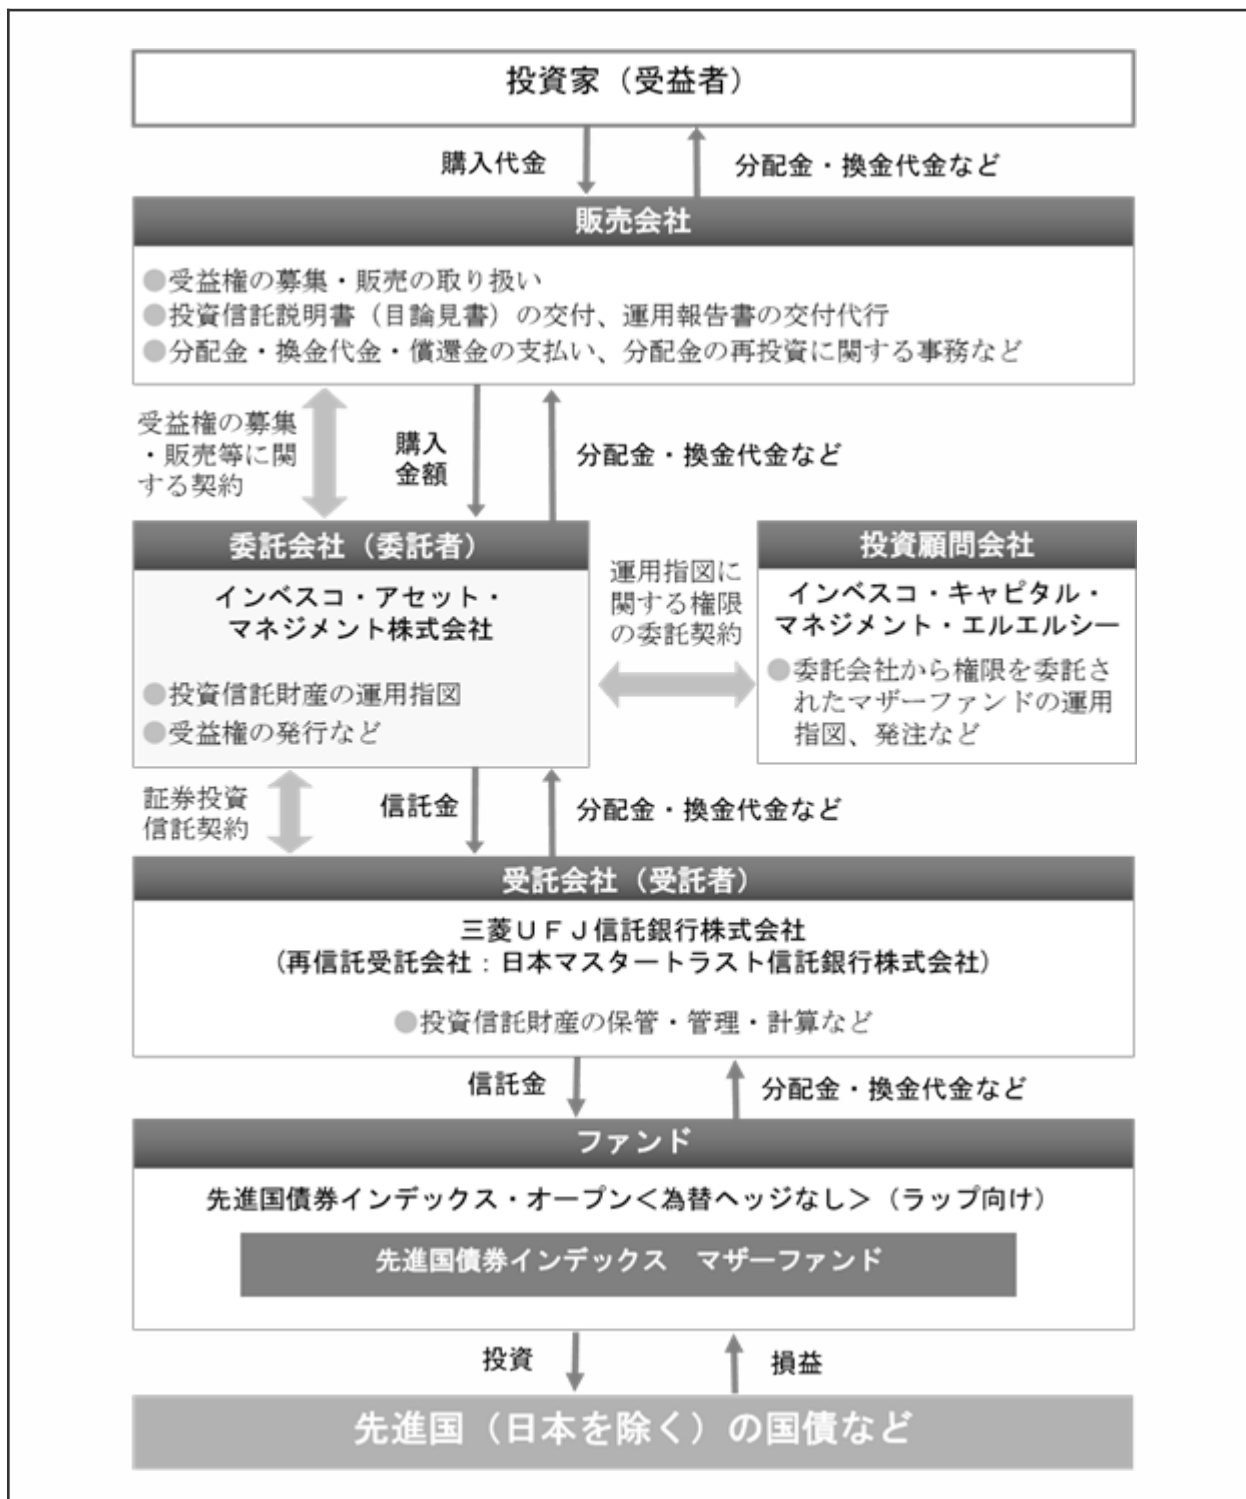 投資家（受益者）
購入代金
分配金・換金代金など
販売会社
●受益権の募集・販売の取り扱い
●投資信託説明書（目論見書）の交付、運用報告書の交付代行
●分配金・換金代金・償還金の支払い、分配金の再投資に関する事務など
受益権の募集
・販売等に関
する契約
購入
金額
分配金・換金代金など
委託会社（委託者）
インベスコ・アセット・
マネジメント株式会社
●投資信託財産の運用指図
●受益権の発行など
運用指図に
関する権限
の委託契約
投資顧問会社
インベスコ・キャピタル・
マネジメント・エルエルシー
●委託会社から権限を委託さ
れたマザーファンドの運用
指図、発注など
証券投資
信託契約
信託金
分配金・換金代金など
受託会社（受託者）
三菱ＵＦＪ信託銀行株式会社
（再信託受託会社：日本マスタートラスト信託銀行株式会社）
●投資信託財産の保管・管理・計算など
信託金
分配金・換金代金など
ファンド
先進国債券インデックス・オープン＜為替ヘッジなし＞（ラップ向け）
先進国債券インデックス　マザーファンド
投資
損益
先進国（日本を除く）の国債など